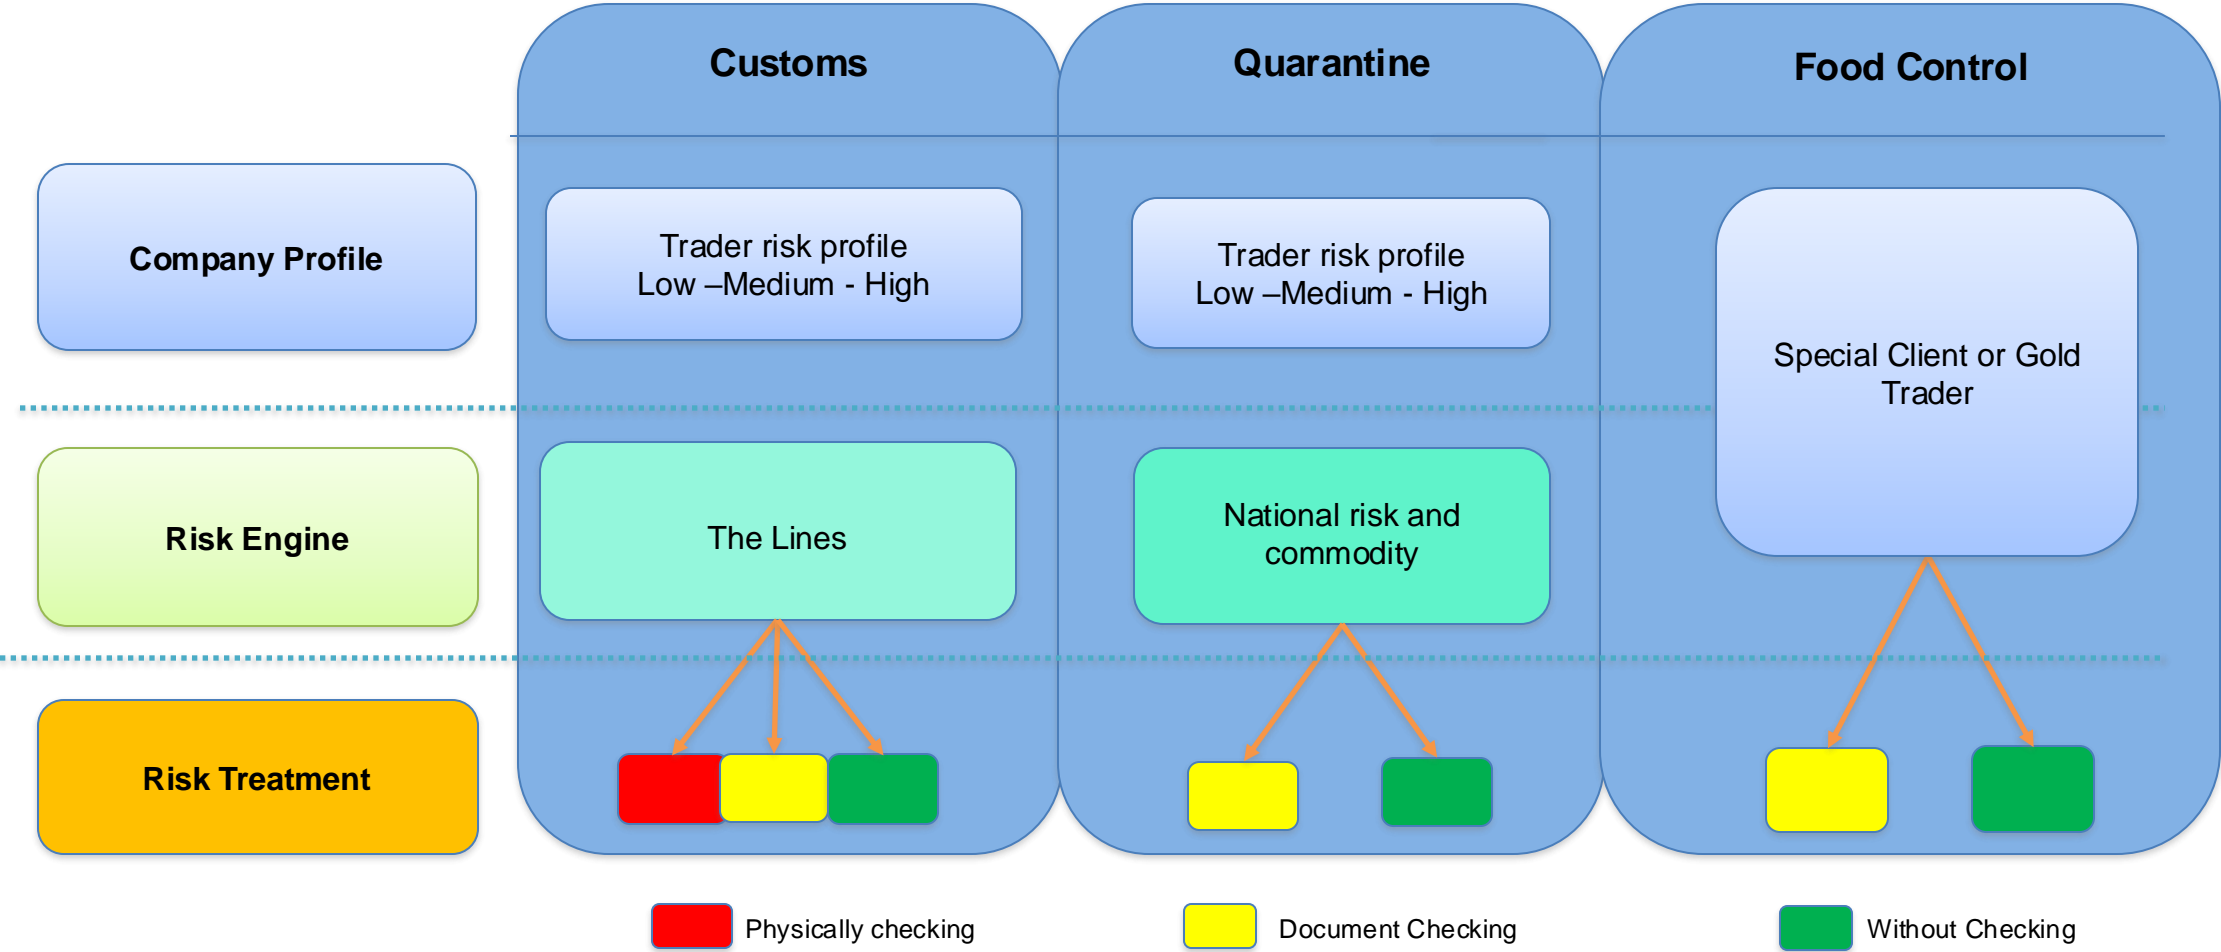 Customs
Quarantine
Food Control
Company Profile
Trader risk profile
Low –Medium - High
Trader risk profile
Low –Medium - High
Special Client or Gold
Trader
Risk Engine
The Lines
National risk and
commodity
Risk Treatment
Physically checking
Document Checking
Without Checking